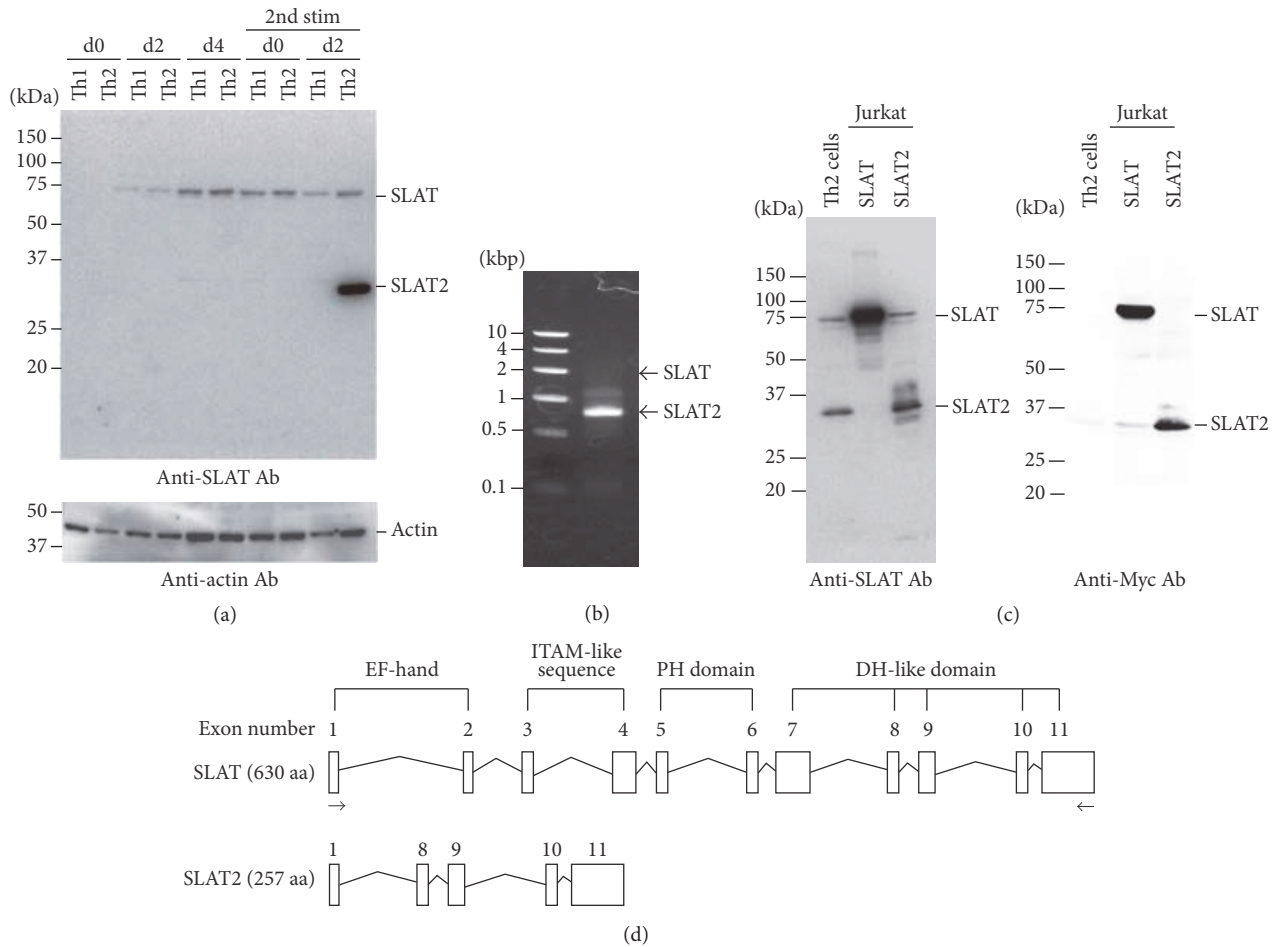 2nd stim
d0 d2 d4 d0 d2
Th1 Th2 Th1 Th2 Th1 Th2 Th1 Th2 Th1 Th2
(kDa)
150
100
75
50
37
25
20
SLAT
SLAT2
Anti-SLAT Ab
50
37
Actin
Anti-actin Ab
(a)
(kbp)
10
4
2
1
0.5
0.1
SLAT
SLAT2
(b)
Jurkat
Th2 cells SLAT SLAT2
(kDa)
150
100
75
50
37
25
20
SLAT
SLAT2
Anti-SLAT Ab
Jurkat
Th2 cells SLAT SLAT2
(kDa)
150
100
75
50
37
25
20
SLAT
SLAT2
Anti-Myc Ab
(c)
EF-hand
ITAM-like
sequence
PH domain
DH-like domain
Exon number 1 2 3 4 5 6 7 8 9 10 11
SLAT (630 aa)
1 8 9 10 11
SLAT2 (257 aa)
(d)